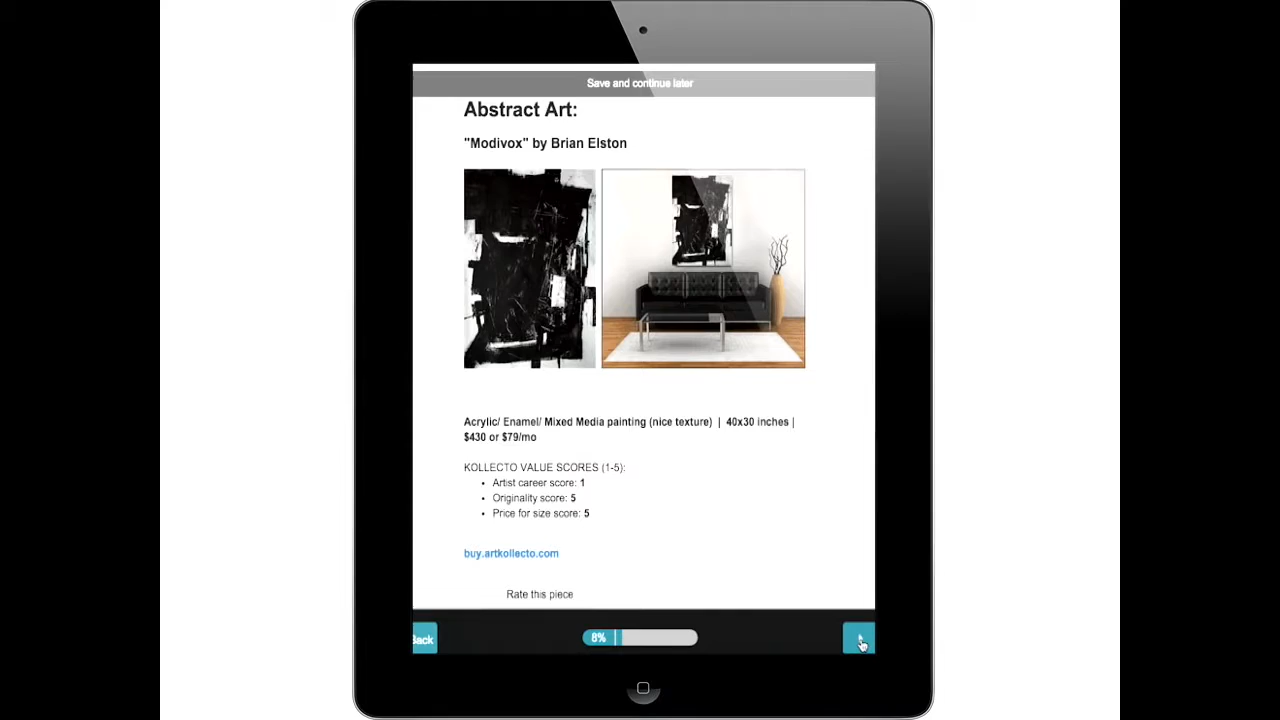 Save and continue later
Abstract Art:
"Modivox" by Brian Elston
Acrylic/ Enamel/ Mixed Media painting (nice texture) | 40x30 inches |
$430 or $79/mo
KOLLECTO VALUE SCORES (1-5):
• Artist career score: 1
• Originality score: 5
• Price for size score: 5
buy.artkollecto.com
Rate this piece
Back
8%